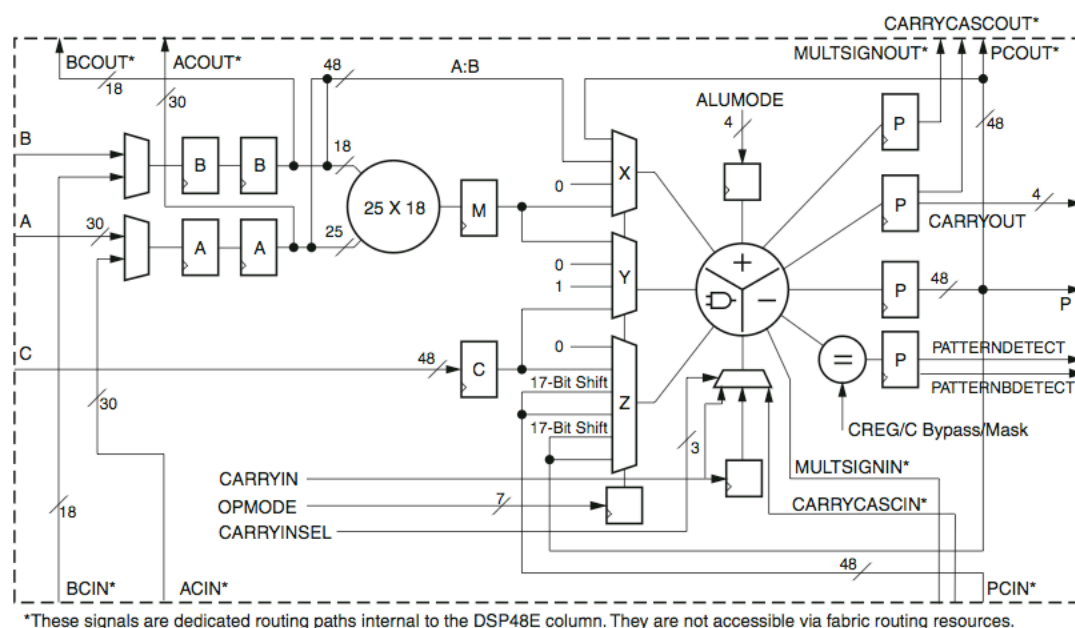 CARRYCASCOUT*
MULTSIGNOUT* PCOUT*
BCOUT* ACOUT*
48 A:B
18
30
ALUMODE
4
48
P
B
B B
18
X
0
25 X 18
M
P
4
CARRYOUT
A
30
A A
25
0
1
Y
+
−
P
48
P
C
48
C
0
17-Bit Shift
Z
17-Bit Shift
=
P
PATTERNDETECT
PATTERNBDETECT
30
3
CREG/C Bypass/Mask
CARRYIN
MULTSIGNIN*
OPMODE
7
CARRYCASCIN*
CARRYINSEL
18
48
BCIN* ACIN*
PCIN*
*These signals are dedicated routing paths internal to the DSP48E column. They are not accessible via fabric routing resources.